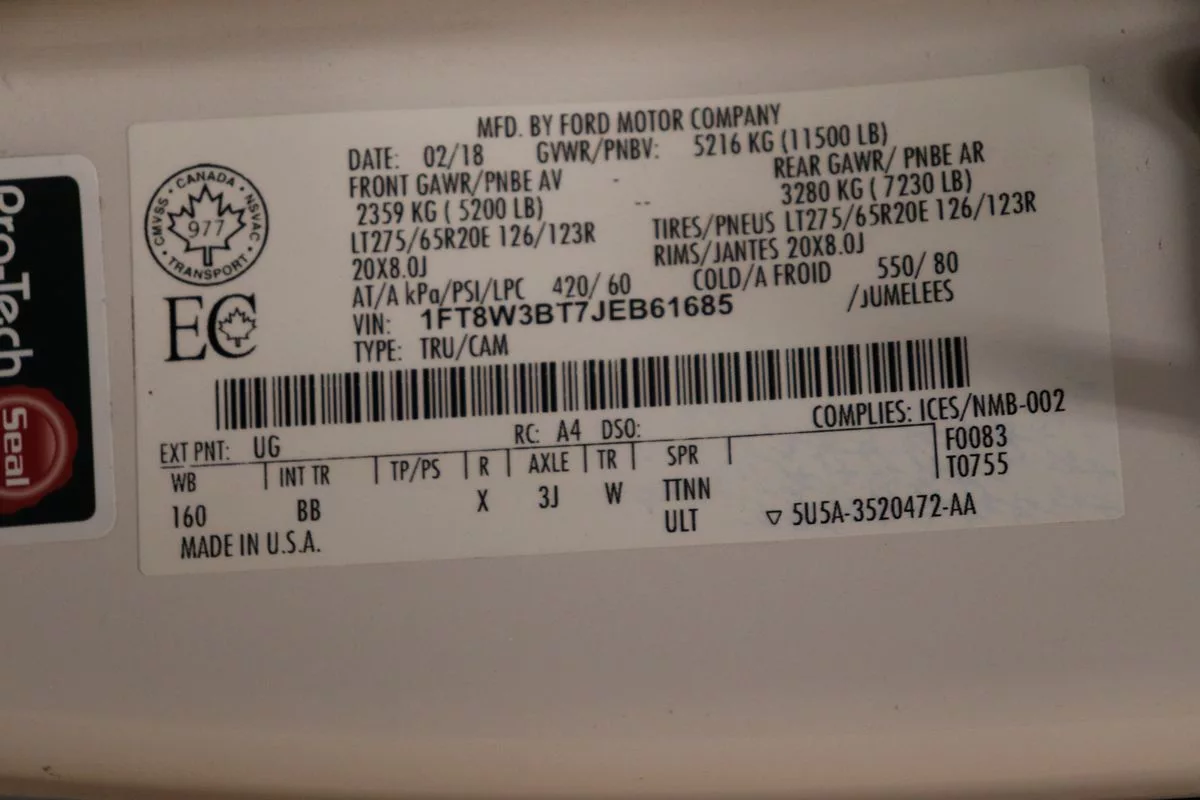 MFD. BY FORD MOTOR COMPANY
DATE: 02/18 GVWR/PNBV: 5216 KG (11500 LB)
FRONT GAWR/PNBE AV - REAR GAWR/ PNBE AR
2359 KG ( 5200 LB) -- 3280 KG ( 7230 LB)
LT275/65R20E 126/123R TIRES/PNEUS LT275/65R20E 126/123R
20X8.0J RIMS/JANTES 20X8.0J
AT/A kPa/PSI/LPC 420/ 60 COLD/A FROID 550/ 80
VIN: 1FT8W3BT7JEB61685 /JUMELEES
TYPE: TRU/CAM
CANADA
CMVSS
NSVAC
977
TRANSPORT
EC
COMPLIES: ICES/NMB-002
EXT PNT: UG RC: A4 DSO: F0083
WB INT TR TP/PS R AXLE TR SPR T0755
160 BB X 3J W TTNN
ULT ▽ 5U5A-3520472-AA
MADE IN U.S.A.
Pro-Tech
Seal